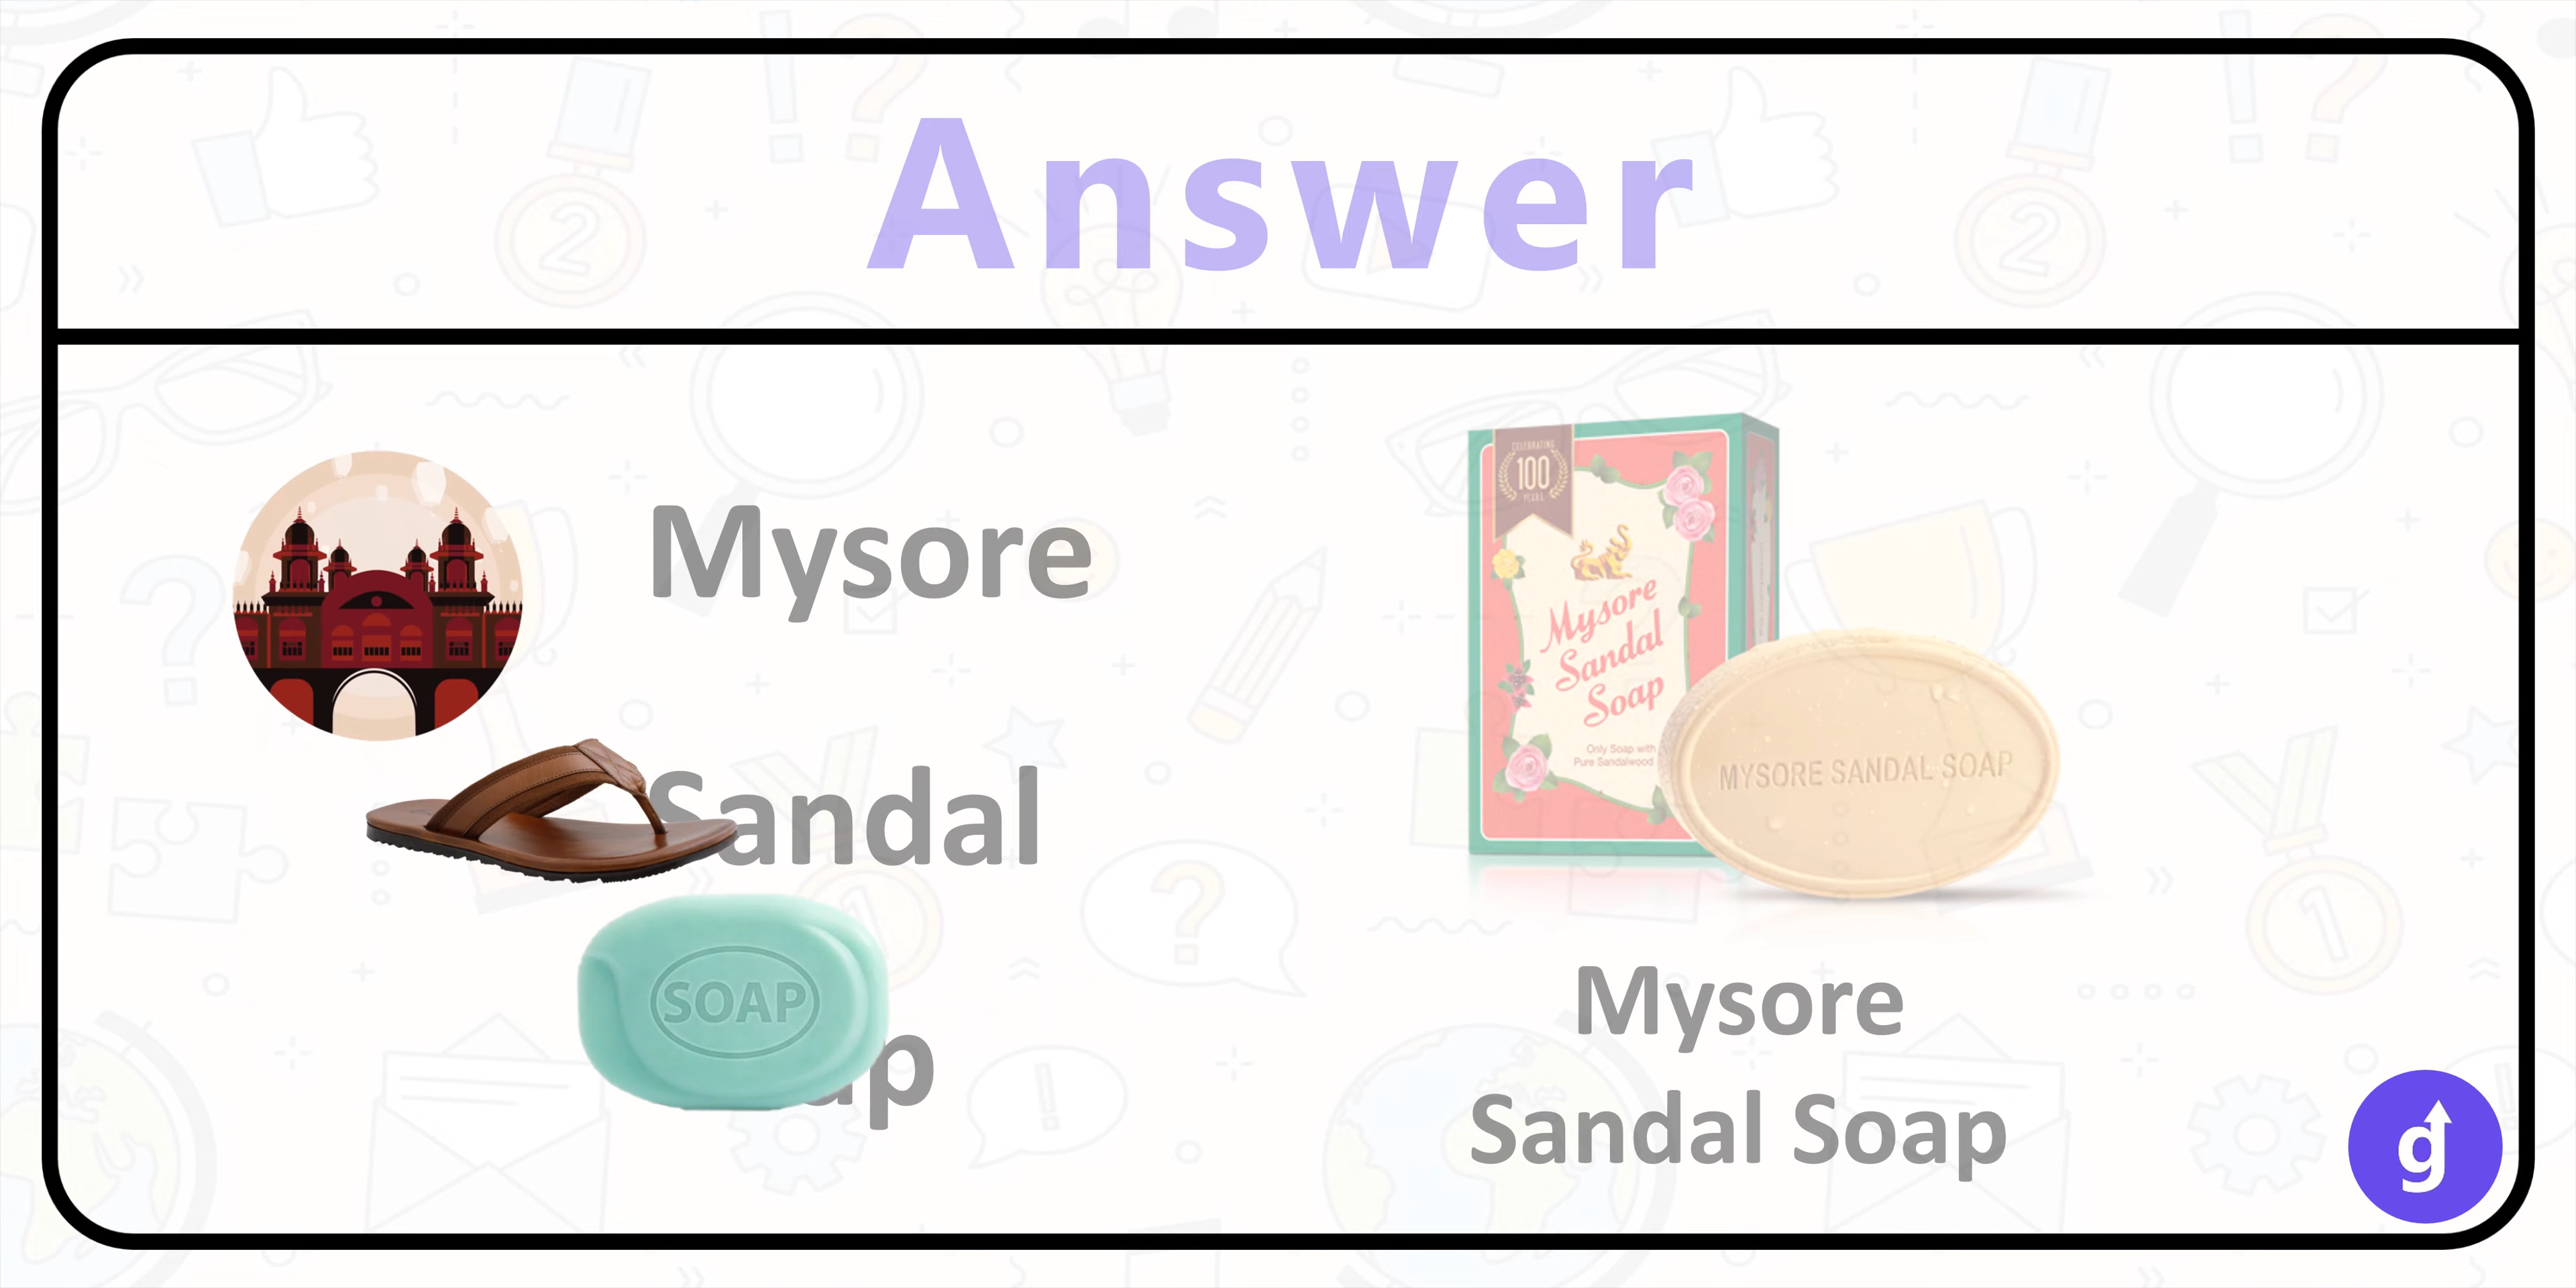 Answer
Mysore
Sandal
SOAP
ap
CELEBRATING
100
YEARS
Mysore
Sandal
Soap
Only Soap with
Pure Sandalwood
MYSORE SANDAL SOAP
Mysore
Sandal Soap
g